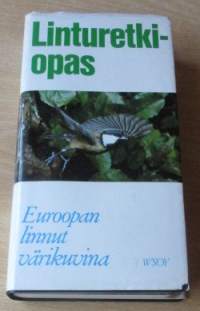 Linturetki-
opas
Euroopan
linnut
värikuvina
WSOY